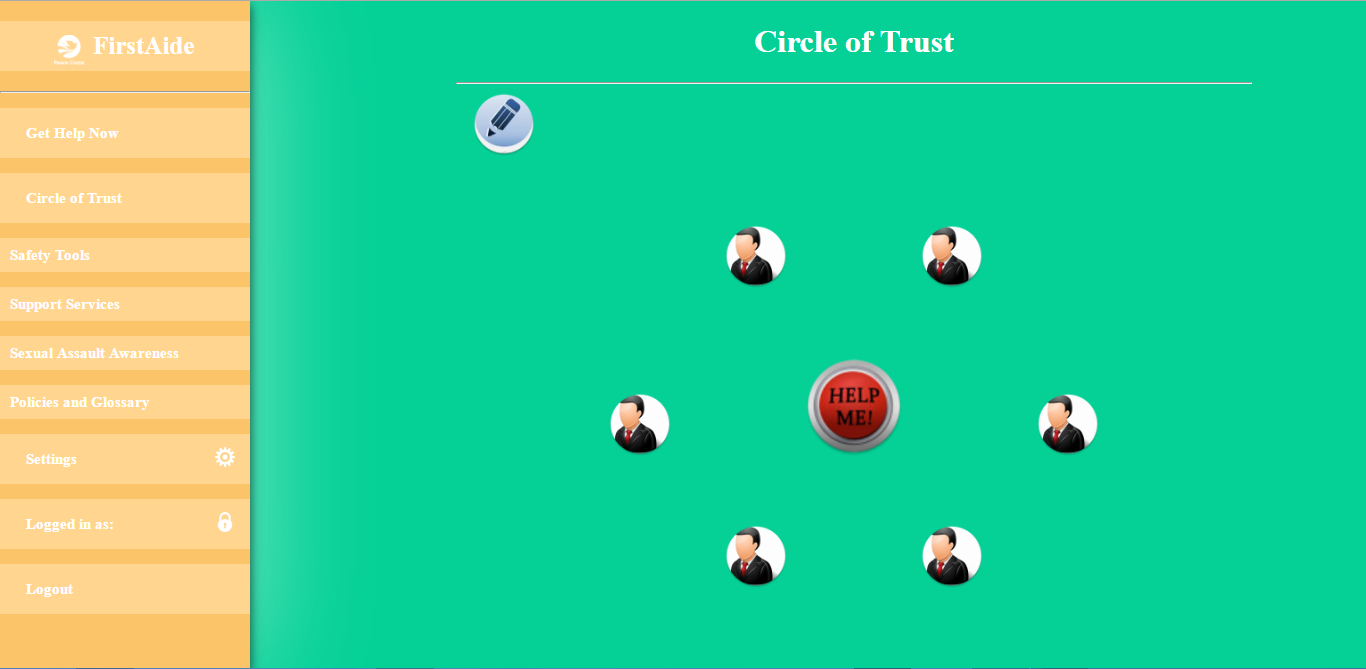 FirstAide
Get Help Now
Circle of Trust
Safety Tools
Support Services
Sexual Assault Awareness
Policies and Glossary
Settings
Logged in as:
Logout
Circle of Trust
HELP
ME!